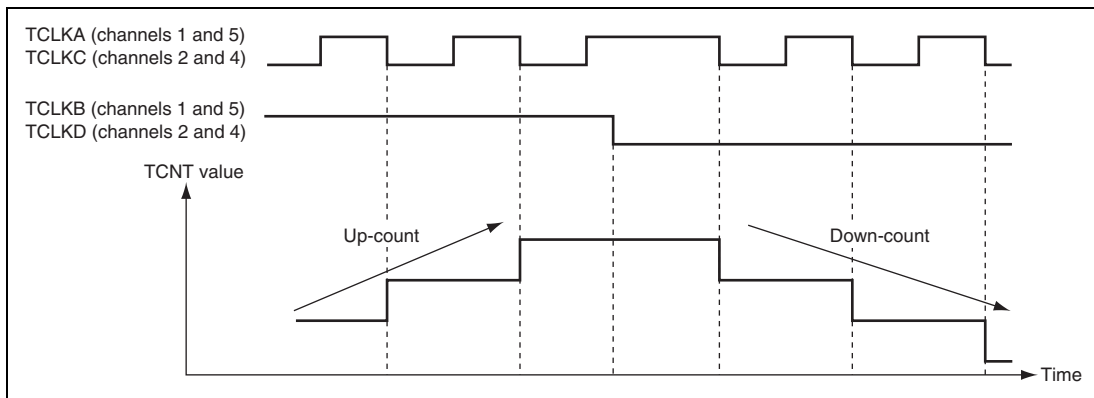 TCLKA (channels 1 and 5)
TCLKC (channels 2 and 4)
TCLKB (channels 1 and 5)
TCLKD (channels 2 and 4)
TCNT value
Up-count
Down-count
Time